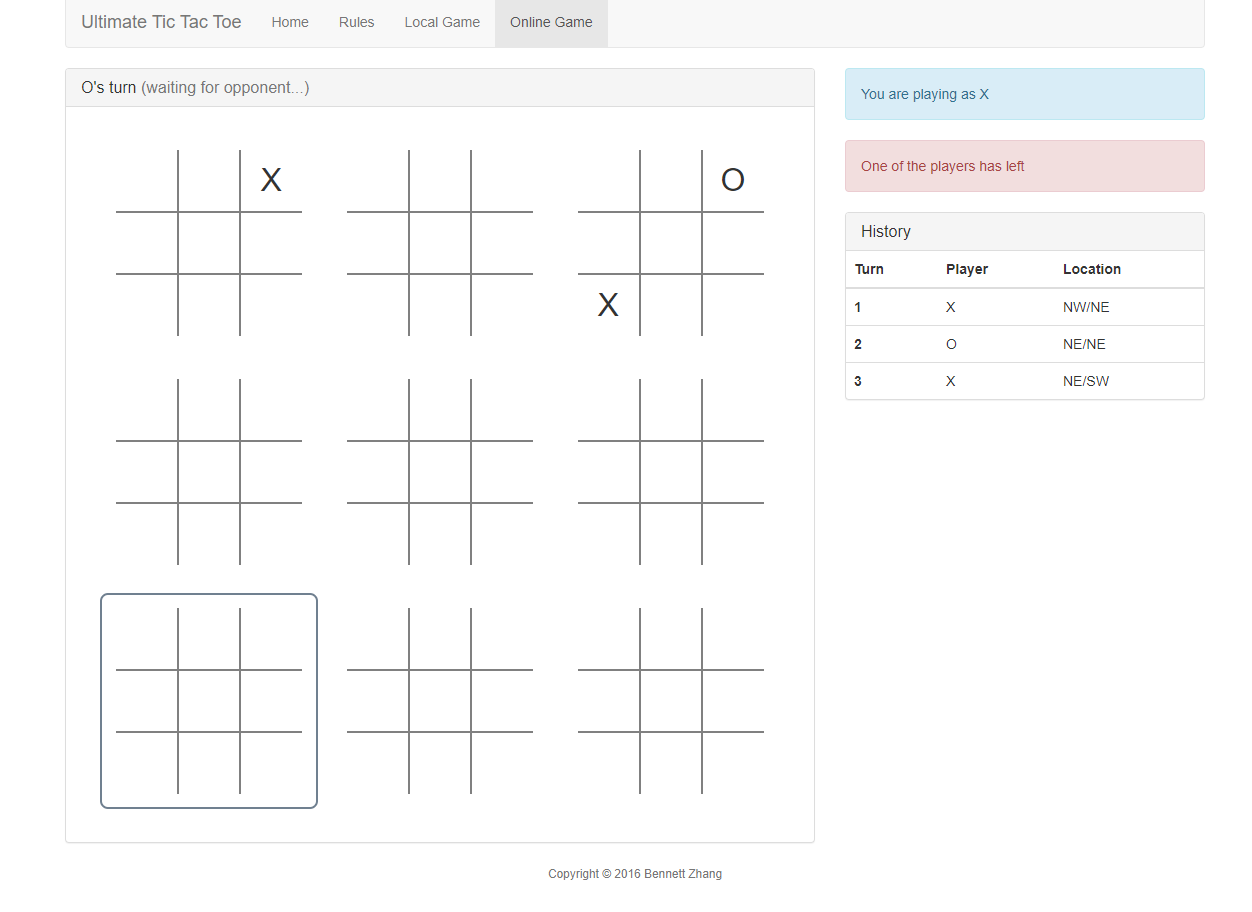 Ultimate Tic Tac Toe Home Rules Local Game Online Game
O's turn (waiting for opponent...)
X O
X
You are playing as X
One of the players has left
History
Turn Player Location
1 X NW/NE
2 O NE/NE
3 X NE/SW
Copyright © 2016 Bennett Zhang